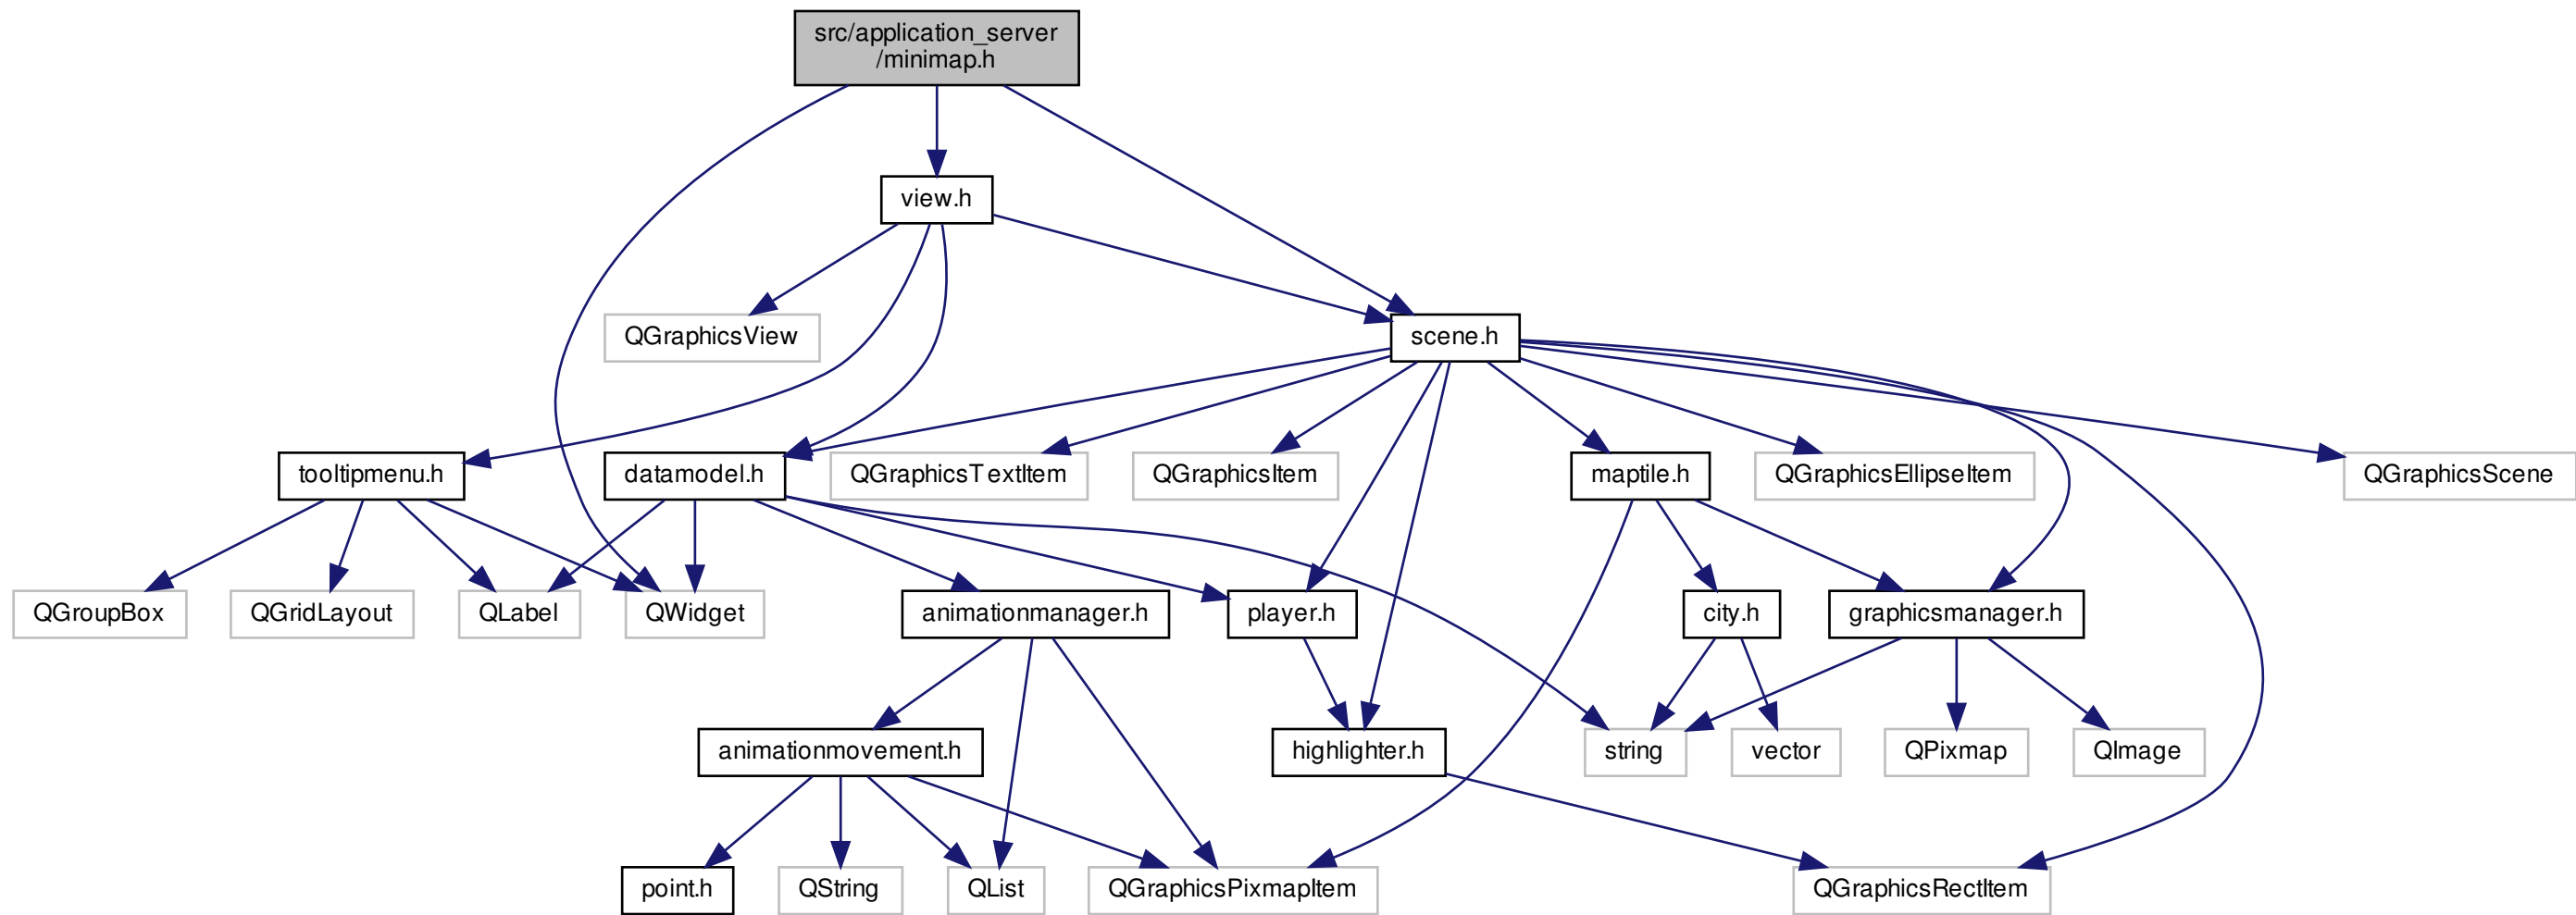 src/application_server
/minimap.h
view.h
QGraphicsView
scene.h
tooltipmenu.h
datamodel.h
QGraphicsTextItem
QGraphicsItem
maptile.h
QGraphicsEllipseItem
QGraphicsScene
QGroupBox
QGridLayout
QLabel
QWidget
animationmanager.h
player.h
city.h
graphicsmanager.h
animationmovement.h
highlighter.h
string
vector
QPixmap
QImage
point.h
QString
QList
QGraphicsPixmapItem
QGraphicsRectItem